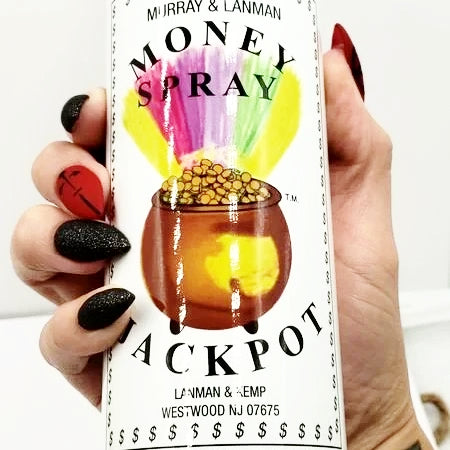 MURRAY & LANMAN
MONEY
SPRAY
TM
JACKPOT
LANMAN & KEMP
WESTWOOD NJ 07675
$ $ $ $ $ $ $ $ $ $ $ $ $